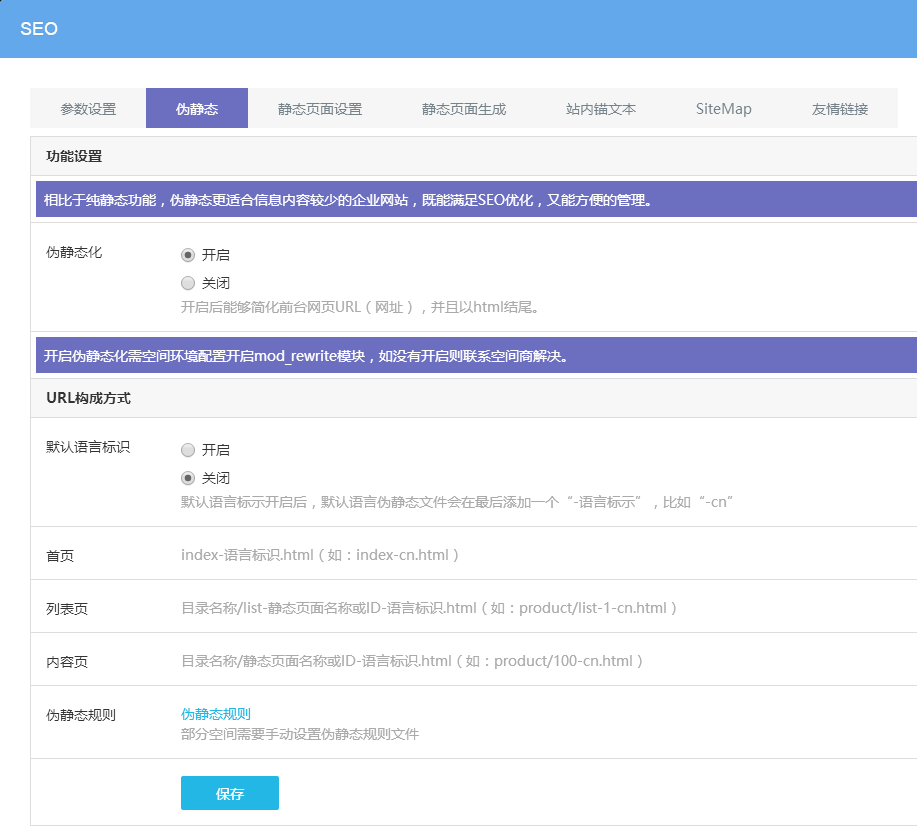 SEO
参数设置 伪静态 静态页面设置 静态页面生成 站内锚文本 SiteMap 友情链接
功能设置
相比于纯静态功能，伪静态更适合信息内容较少的企业网站，既能满足SEO优化，又能方便的管理。
伪静态化 开启
关闭
开启后能够简化前台网页URL（网址），并且以html结尾。
开启伪静态化需空间环境配置开启mod_rewrite模块，如没有开启则联系空间商解决。
URL构成方式
默认语言标识 开启
关闭
默认语言标示开启后，默认语言伪静态文件会在最后添加一个“-语言标示”，比如“-cn”
首页 index-语言标识.html（如：index-cn.html）
列表页 目录名称/list-静态页面名称或ID-语言标识.html（如：product/list-1-cn.html）
内容页 目录名称/静态页面名称或ID-语言标识.html（如：product/100-cn.html）
伪静态规则 伪静态规则
部分空间需要手动设置伪静态规则文件
保存